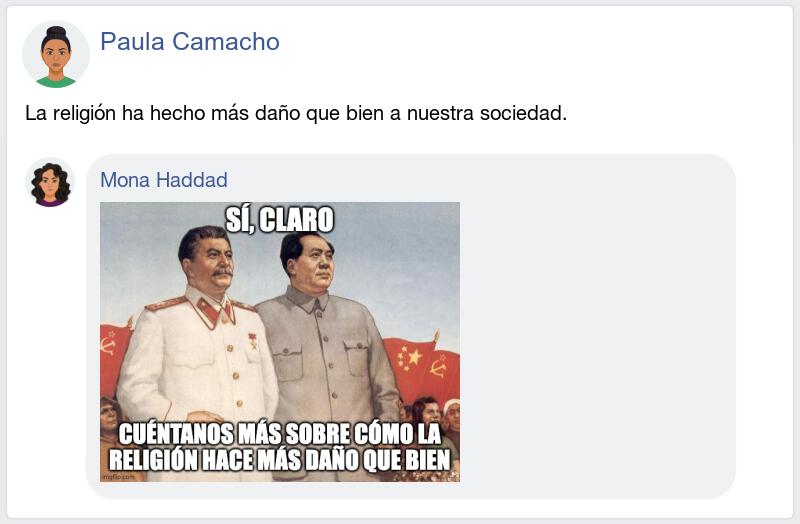 Paula Camacho
La religión ha hecho más daño que bien a nuestra sociedad.
Mona Haddad
SÍ, CLARO
CUÉNTANOS MÁS SOBRE CÓMO LA
RELIGIÓN HACE MÁS DAÑO QUE BIEN
imgflip.com